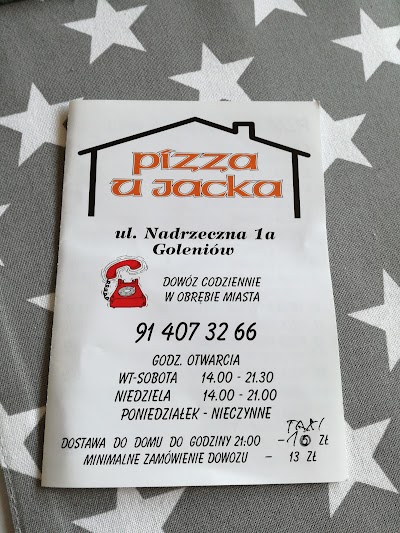 pizza
u Jacka
ul. Nadrzeczna 1a
Goleniów
DOWÓZ CODZIENNIE
W OBRĘBIE MIASTA
91 407 32 66
GODZ. OTWARCIA
WT-SOBOTA 14.00 - 21.30
NIEDZIELA 14.00 - 21.00
PONIEDZIAŁEK - NIECZYNNE
TAXI
DOSTAWA DO DOMU DO GODZINY 21:00 - ZŁ
MINIMALNE ZAMÓWIENIE DOWOZU - 13 ZŁ